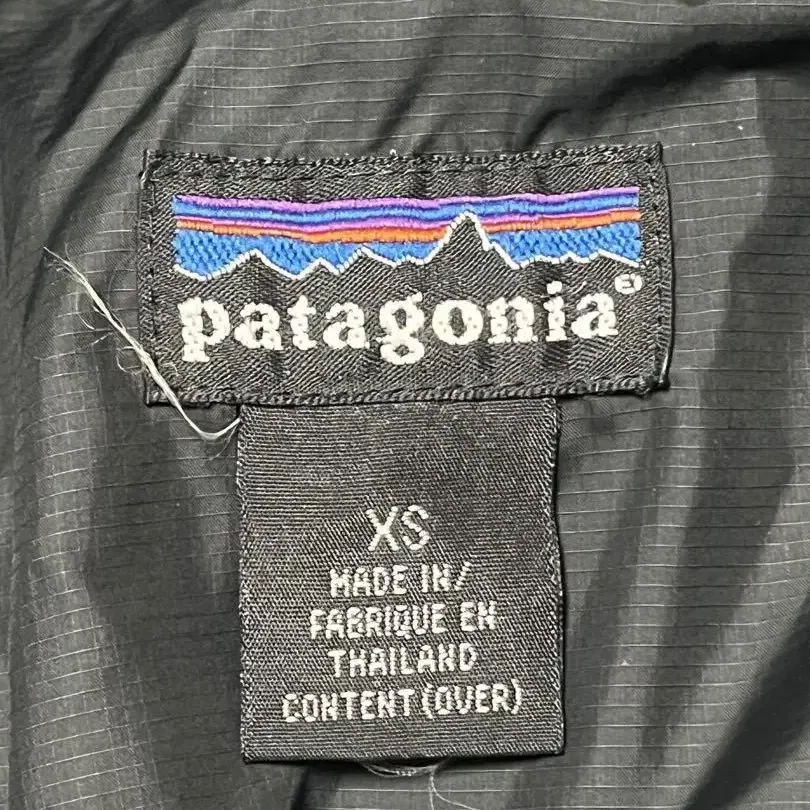 patagonia®
XS
MADE IN/
FABRIQUE EN
THAILAND
CONTENT (OVER)